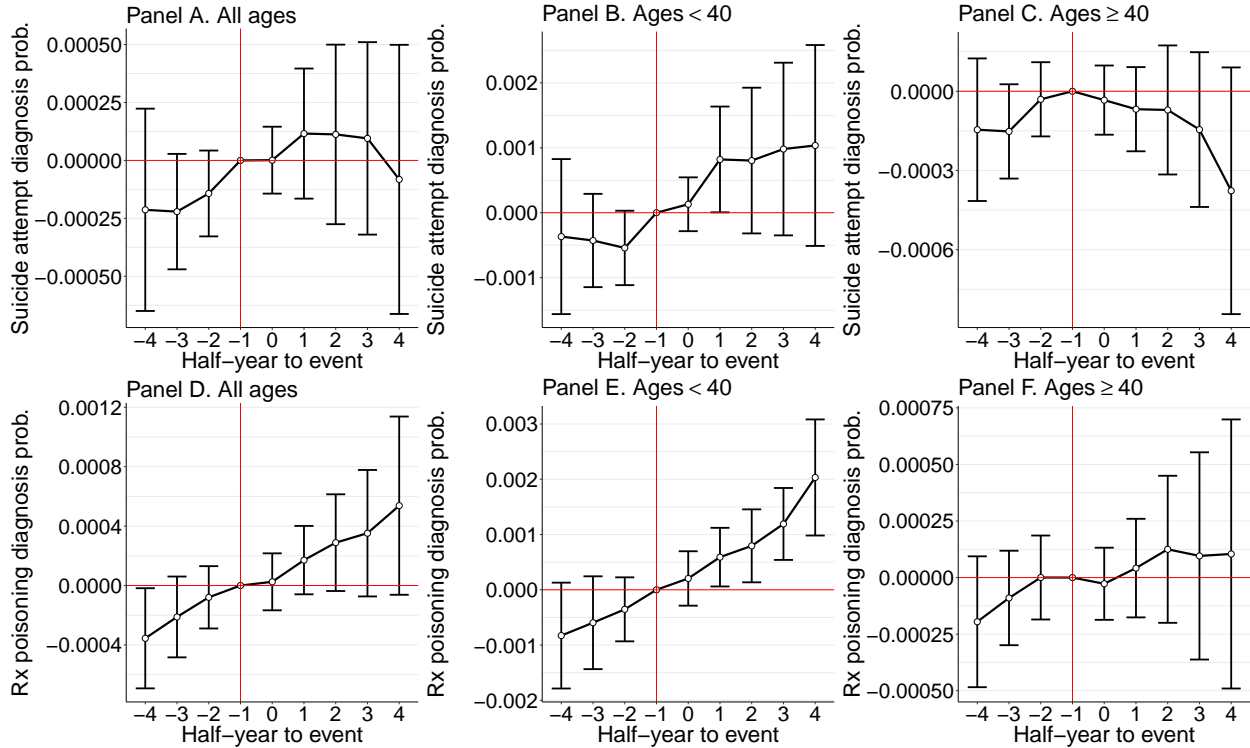 Panel A. All ages
Suicide attempt diagnosis prob.
0.00050
0.00025
0.00000
−0.00025
−0.00050
−4 −3 −2 −1 0 1 2 3 4
Half−year to event
Panel B. Ages < 40
Suicide attempt diagnosis prob.
0.002
0.001
0.000
−0.001
−4 −3 −2 −1 0 1 2 3 4
Half−year to event
Panel C. Ages ≥ 40
Suicide attempt diagnosis prob.
0.0000
−0.0003
−0.0006
−4 −3 −2 −1 0 1 2 3 4
Half−year to event
Panel D. All ages
Rx poisoning diagnosis prob.
0.0012
0.0008
0.0004
0.0000
−0.0004
−4 −3 −2 −1 0 1 2 3 4
Half−year to event
Panel E. Ages < 40
Rx poisoning diagnosis prob.
0.003
0.002
0.001
0.000
−0.001
−0.002
−4 −3 −2 −1 0 1 2 3 4
Half−year to event
Panel F. Ages ≥ 40
Rx poisoning diagnosis prob.
0.00075
0.00050
0.00025
0.00000
−0.00025
−0.00050
−4 −3 −2 −1 0 1 2 3 4
Half−year to event